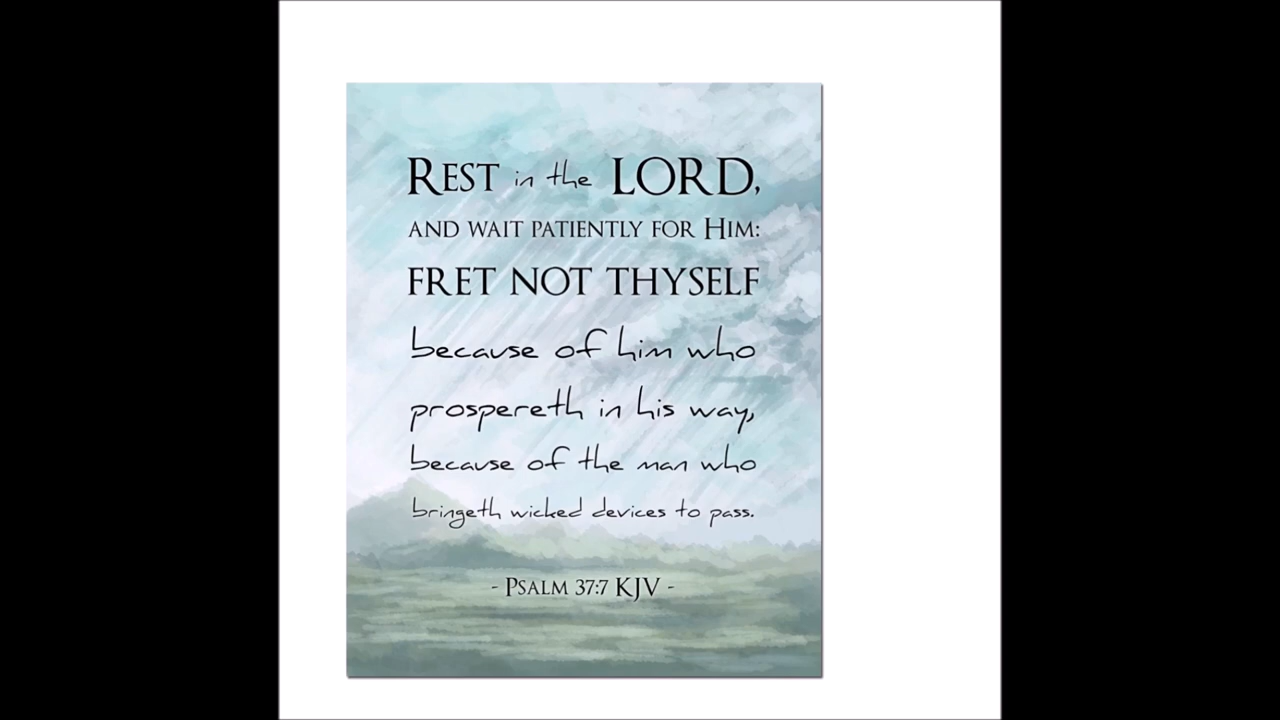 REST in the LORD,
AND WAIT PATIENTLY FOR HIM:
FRET NOT THYSELF
because of him who
prospereth in his way,
because of the man who
bringeth wicked devices to pass.
- PSALM 37:7 KJV -